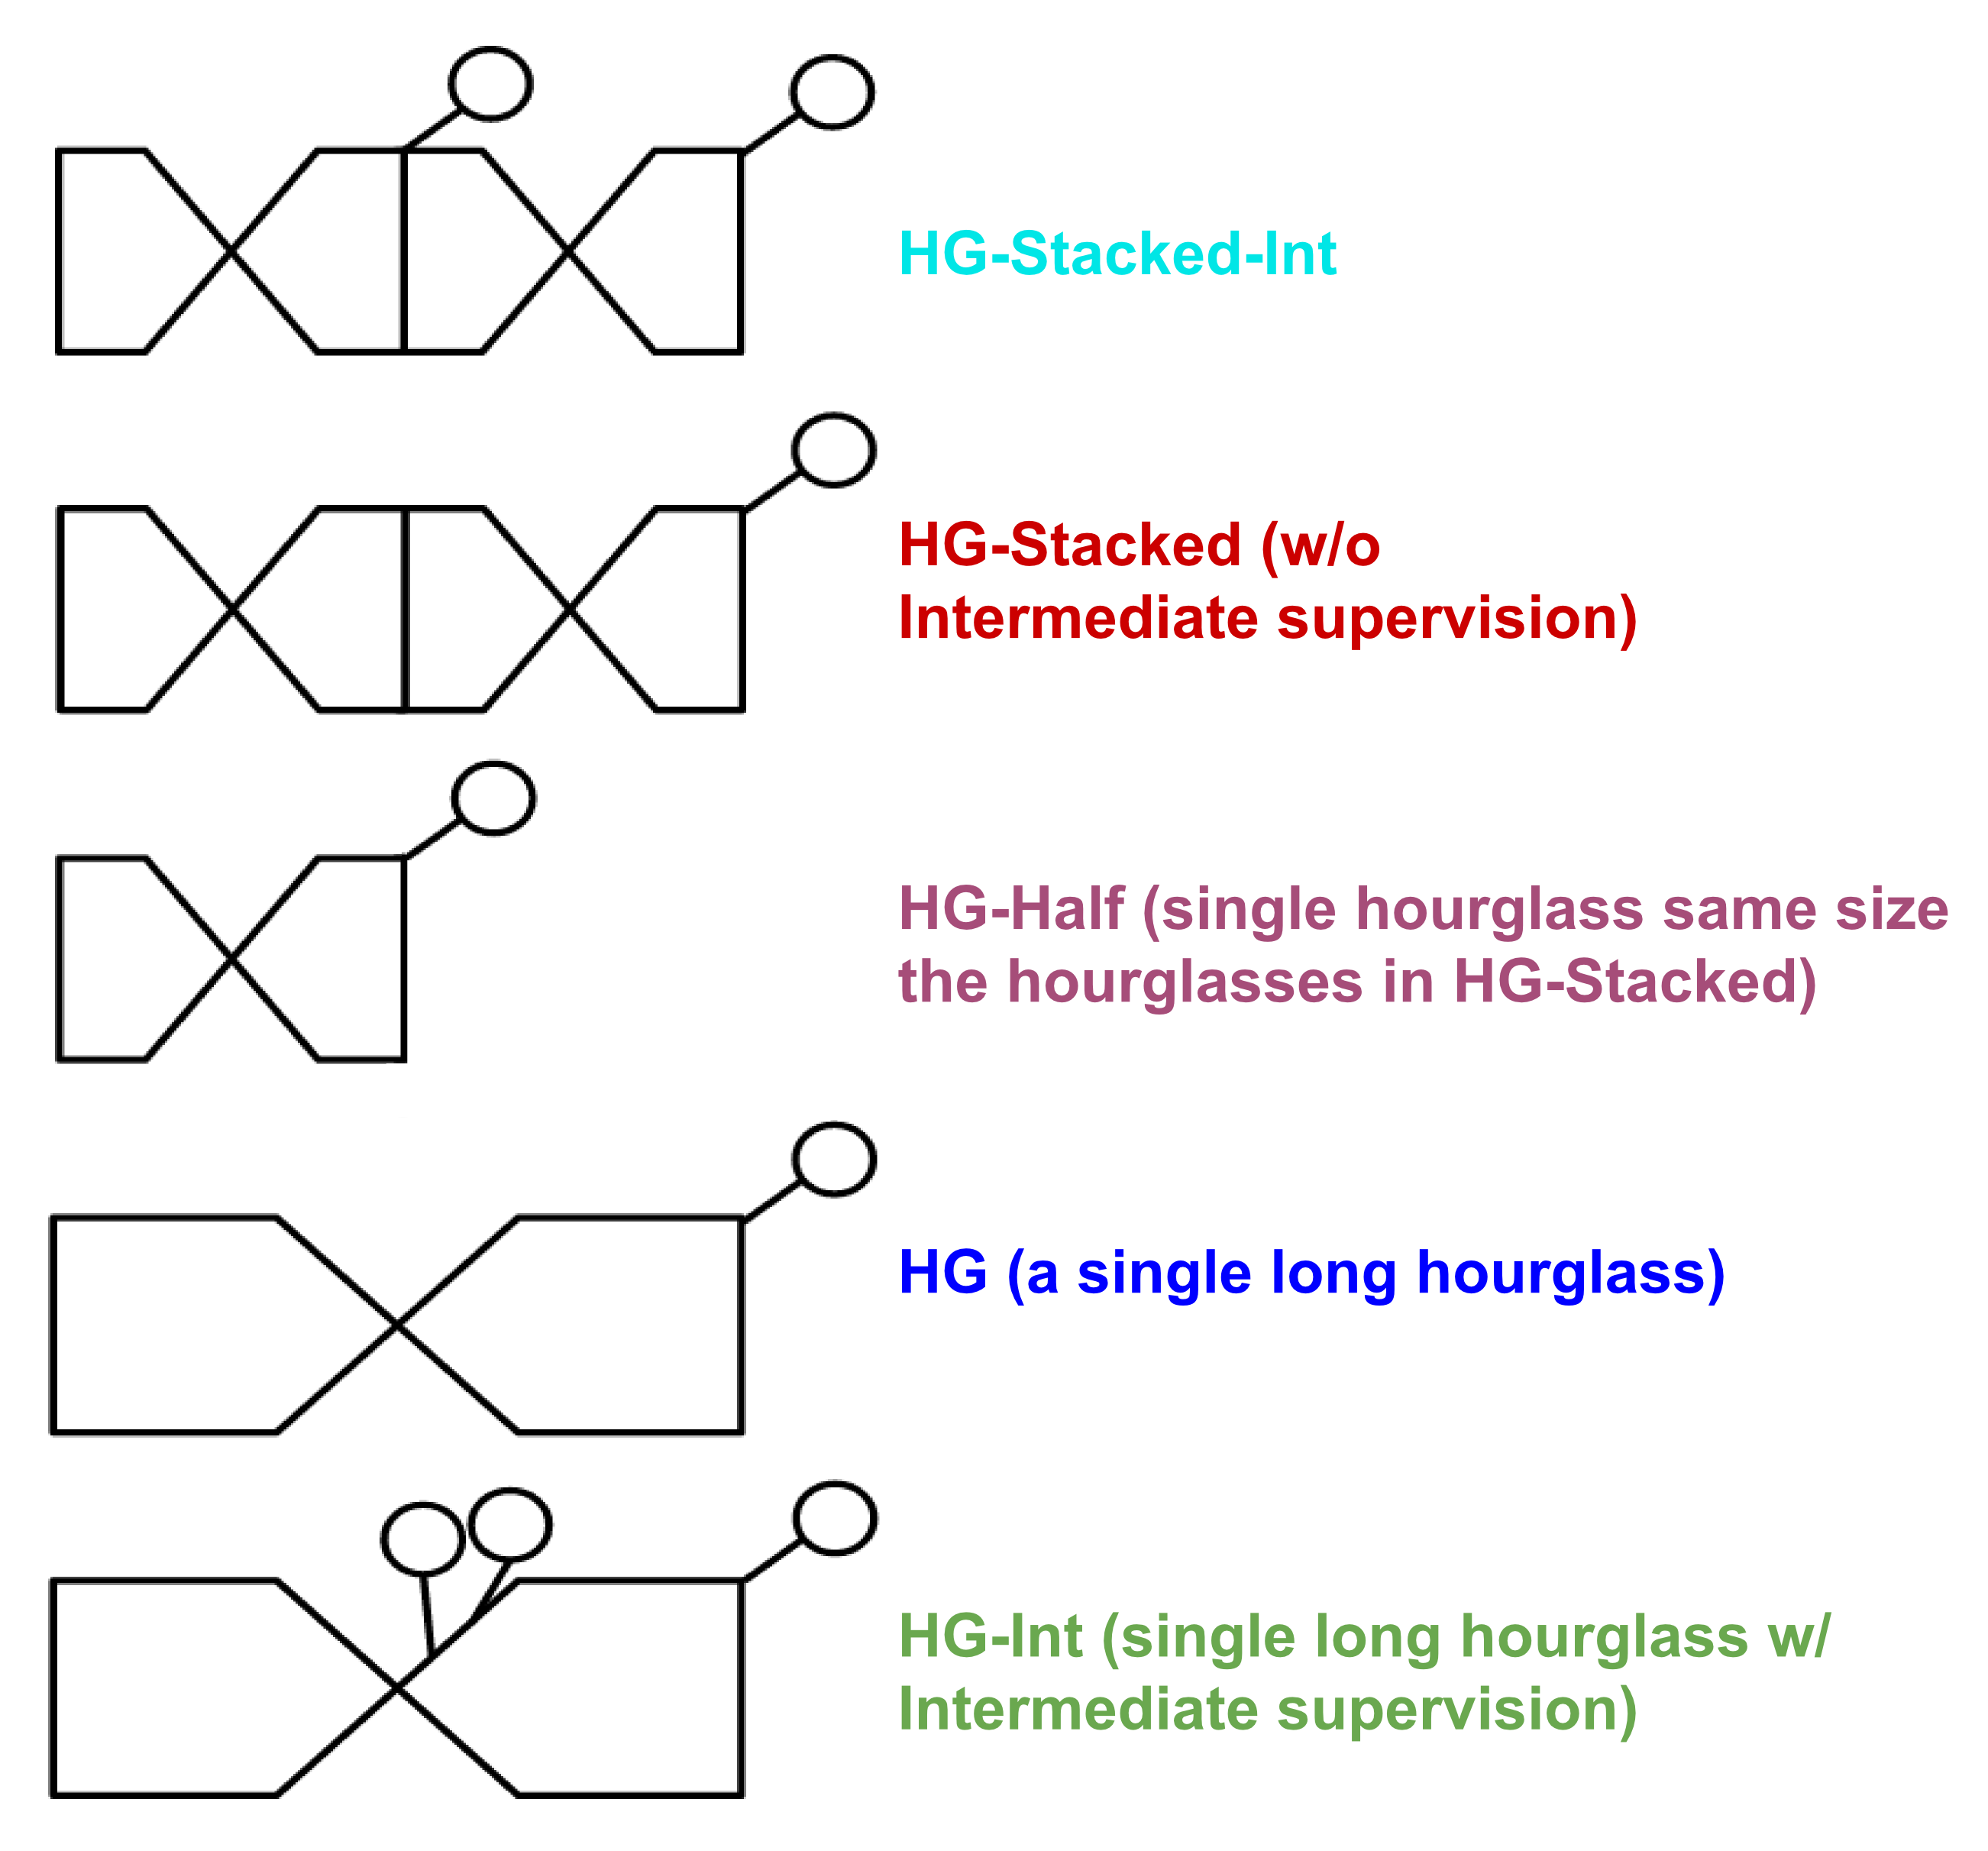 HG-Stacked-Int
HG-Stacked (w/o
Intermediate supervision)
HG-Half (single hourglass same size
the hourglasses in HG-Stacked)
HG (a single long hourglass)
HG-Int (single long hourglass w/
Intermediate supervision)